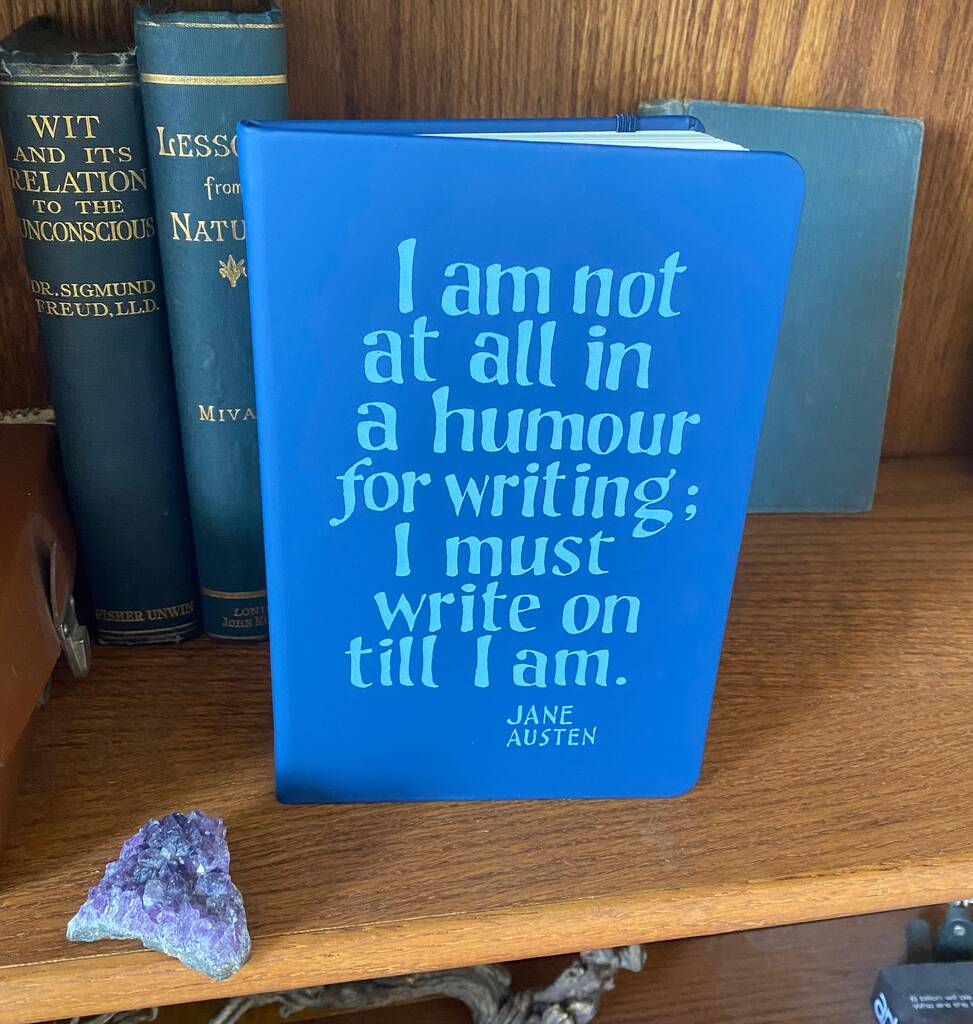 WIT
AND ITS
RELATION
TO THE
UNCONSCIOUS
DR. SIGMUND
FREUD, LL.D.
FISHER UNWIN
from
I am not
at all in
a humour
for writing;
I must
write on
till I am.
JANE
AUSTEN